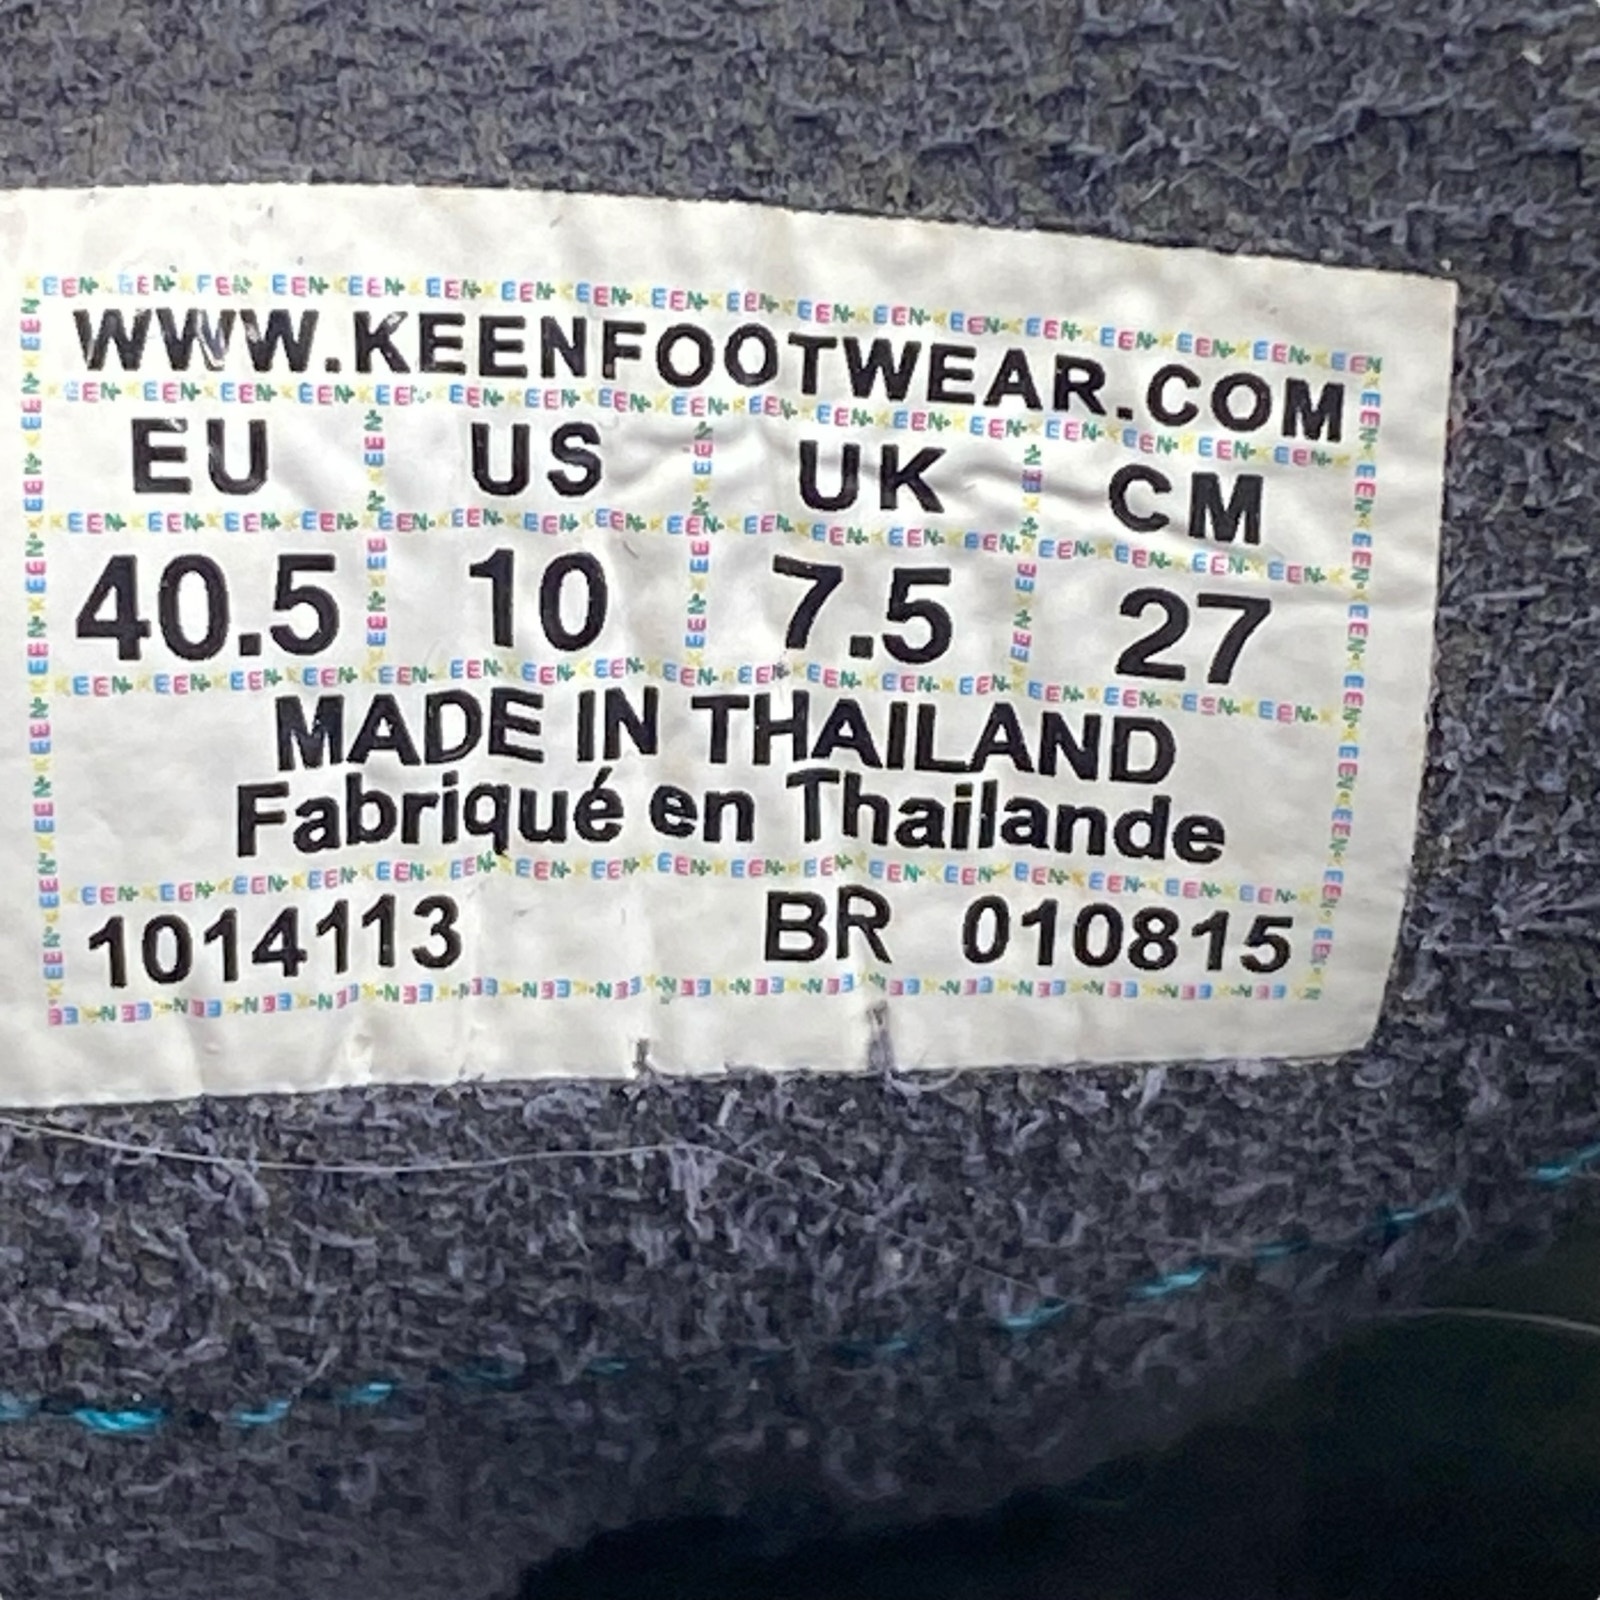 WWW.KEENFOOTWEAR.COM
EU US UK CM
40.5 10 7.5 27
MADE IN THAILAND
Fabriqué en Thailande
1014113 BR 010815